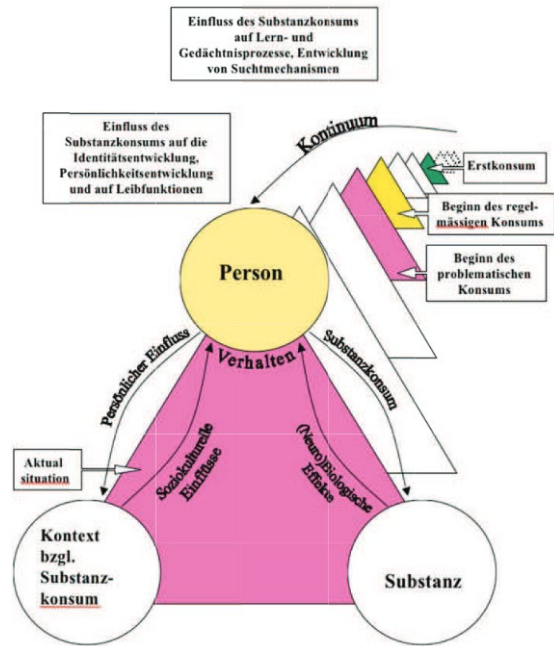 Einfluss des Substanzkonsums
auf Lern- und
Gedächtnisprozesse, Entwicklung
von Suchtmechanismen
Einfluss des
Substanzkonsums auf die
Identitätsentwicklung,
Persönlichkeitsentwicklung
und auf Leibfunktionen
Kontinuum
Erstkonsum
Beginn des regel-
mässigen Konsums
Beginn des
problematischen
Konsums
Person
Verhalten
Persönlicher Einfluss
Substanzkonsum
Soziokulturelle
Einflüsse
(Neuro)Biologische
Effekte
Aktual
situation
Kontext
bzgl.
Substanz-
konsum
Substanz